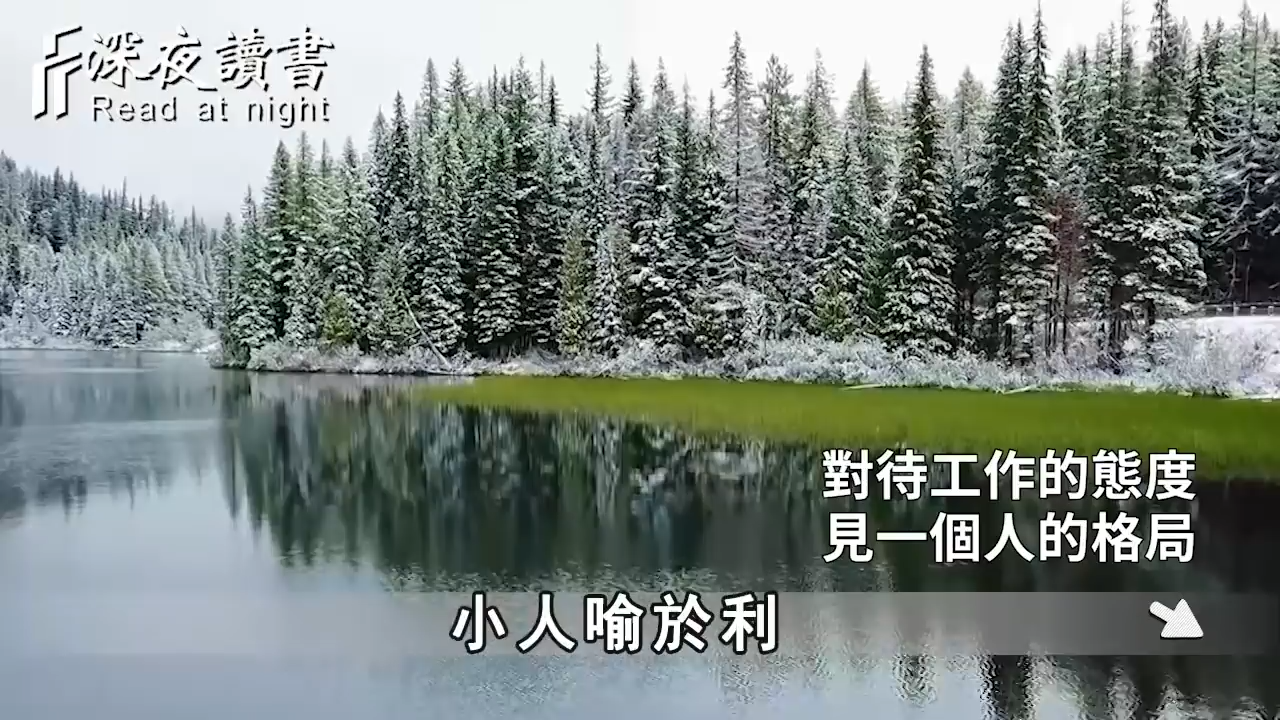 深夜讀書
Read at night
對待工作的態度
見一個人的格局
小人喻於利